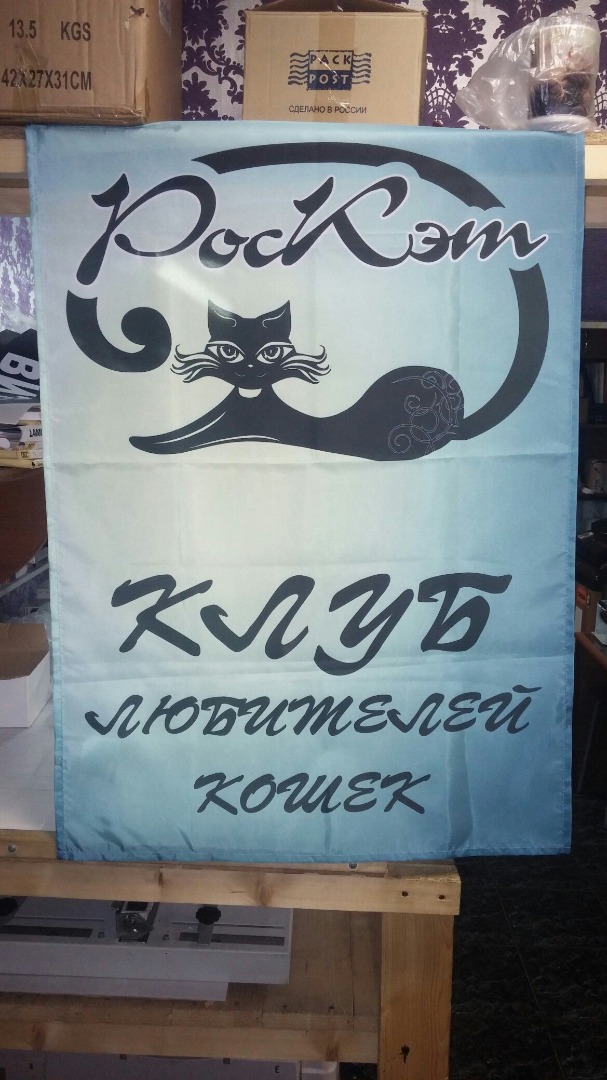 13.5 KGS
42X27X31CM
PACK
POST
СДЕЛАНО В РОССИИ
РосКэт
КЛУБ
ЛЮБИТЕЛЕЙ
КОШЕК